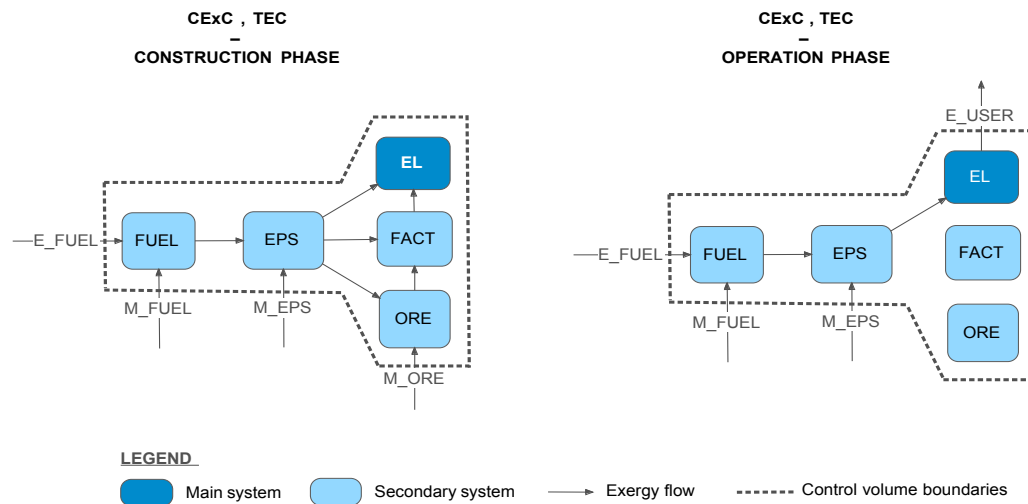 CExC , TEC
–
CONSTRUCTION PHASE
EL
E_FUEL
FUEL
EPS
FACT
M_FUEL
M_EPS
ORE
M_ORE
CExC , TEC
–
OPERATION PHASE
E_USER
EL
E_FUEL
FUEL
EPS
FACT
M_FUEL
M_EPS
ORE
LEGEND
Main system
Secondary system
Exergy flow
Control volume boundaries